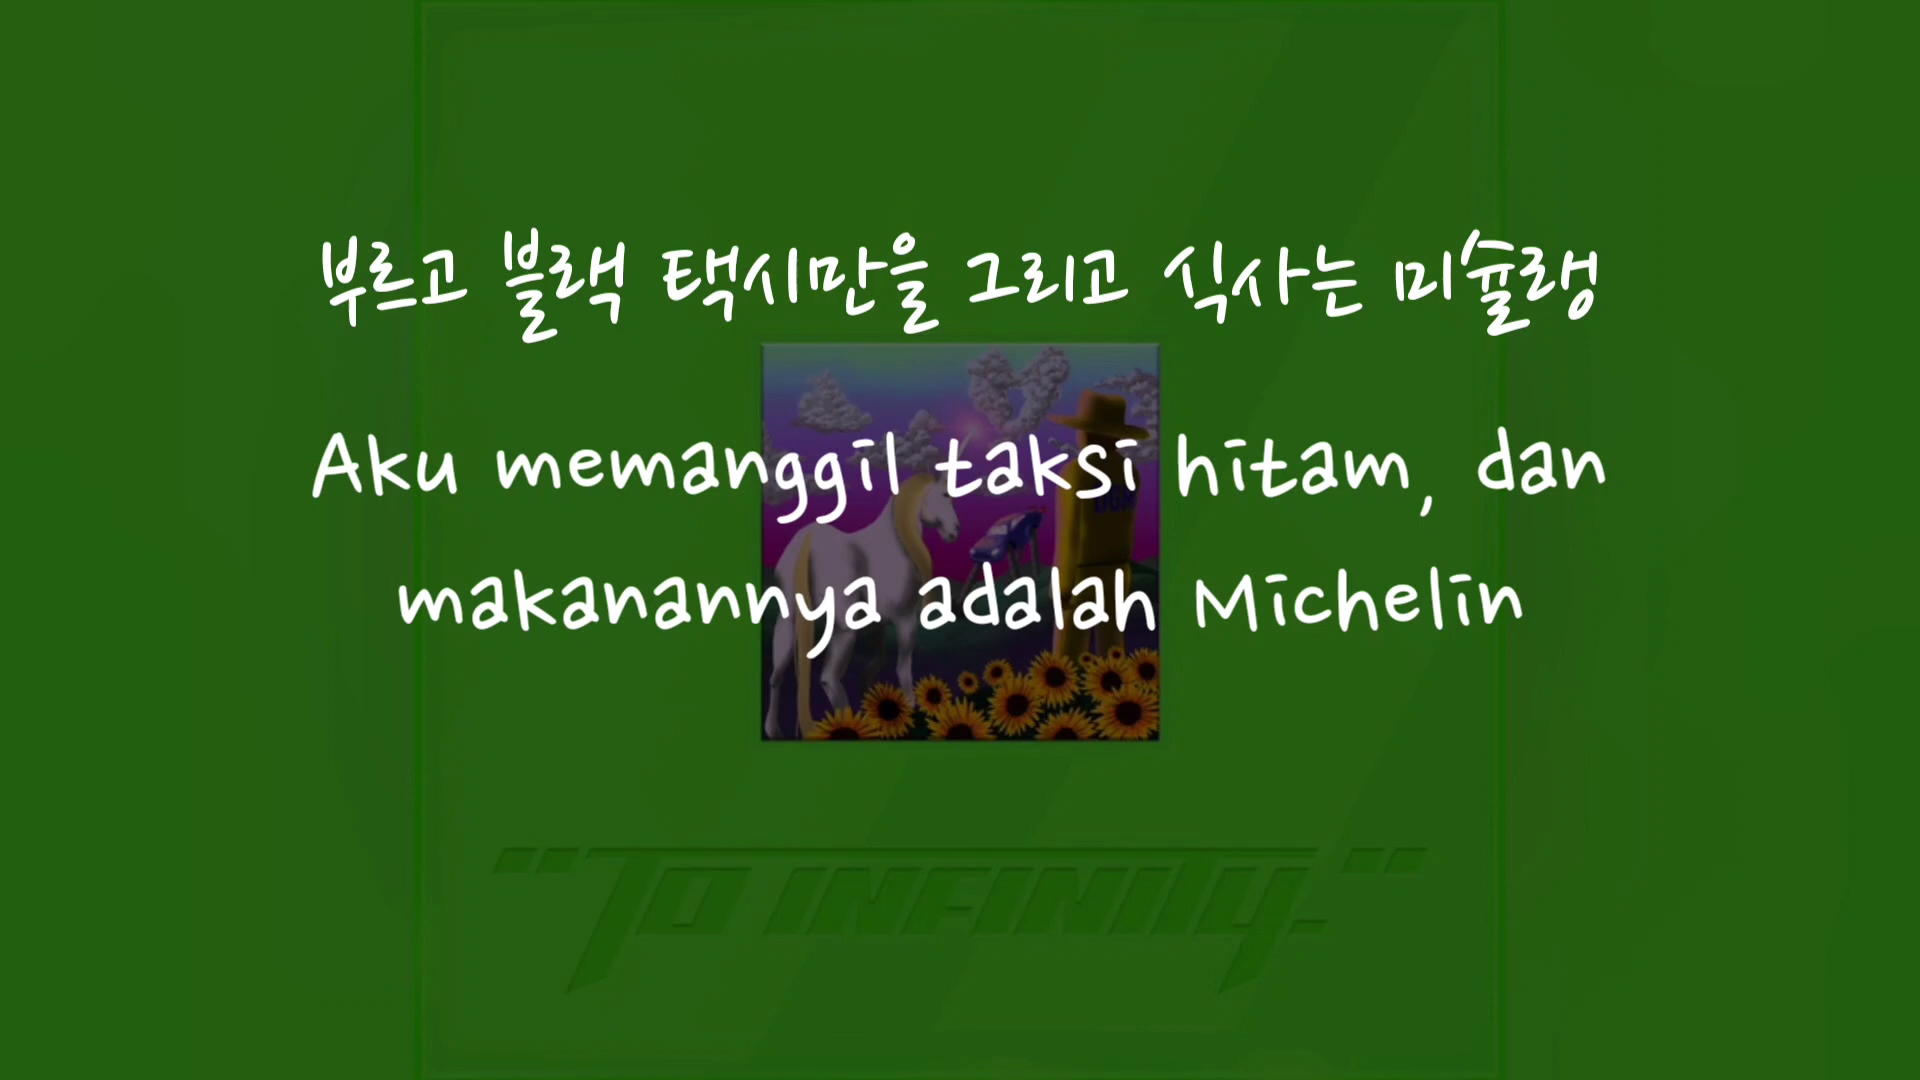 부르고 블랙 택시만을 그리고 식사는 미슐랭
Aku memanggil taksi hitam, dan
makanannya adalah Michelin
DGM
"TO INFINITY."